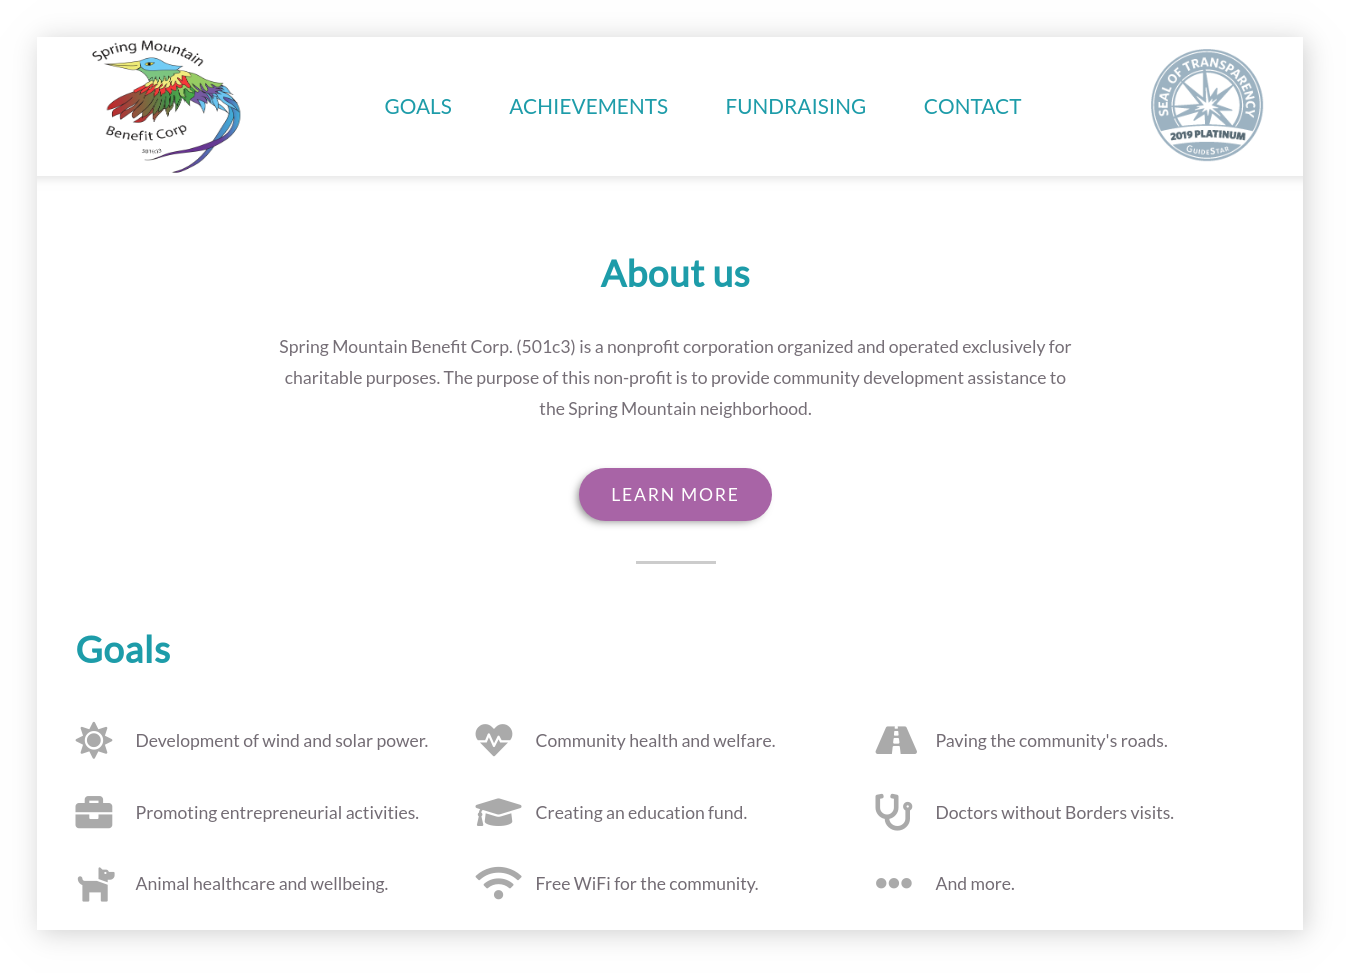 Spring Mountain
Benefit Corp
GOALS ACHIEVEMENTS FUNDRAISING CONTACT
SEAL OF TRANSPARENCY
2019 PLATINUM
GUIDESTAR
About us
Spring Mountain Benefit Corp. (501c3) is a nonprofit corporation organized and operated exclusively for
charitable purposes. The purpose of this non-profit is to provide community development assistance to
the Spring Mountain neighborhood.
LEARN MORE
Goals
Development of wind and solar power.
Community health and welfare.
Paving the community's roads.
Promoting entrepreneurial activities.
Creating an education fund.
Doctors without Borders visits.
Animal healthcare and wellbeing.
Free WiFi for the community.
And more.